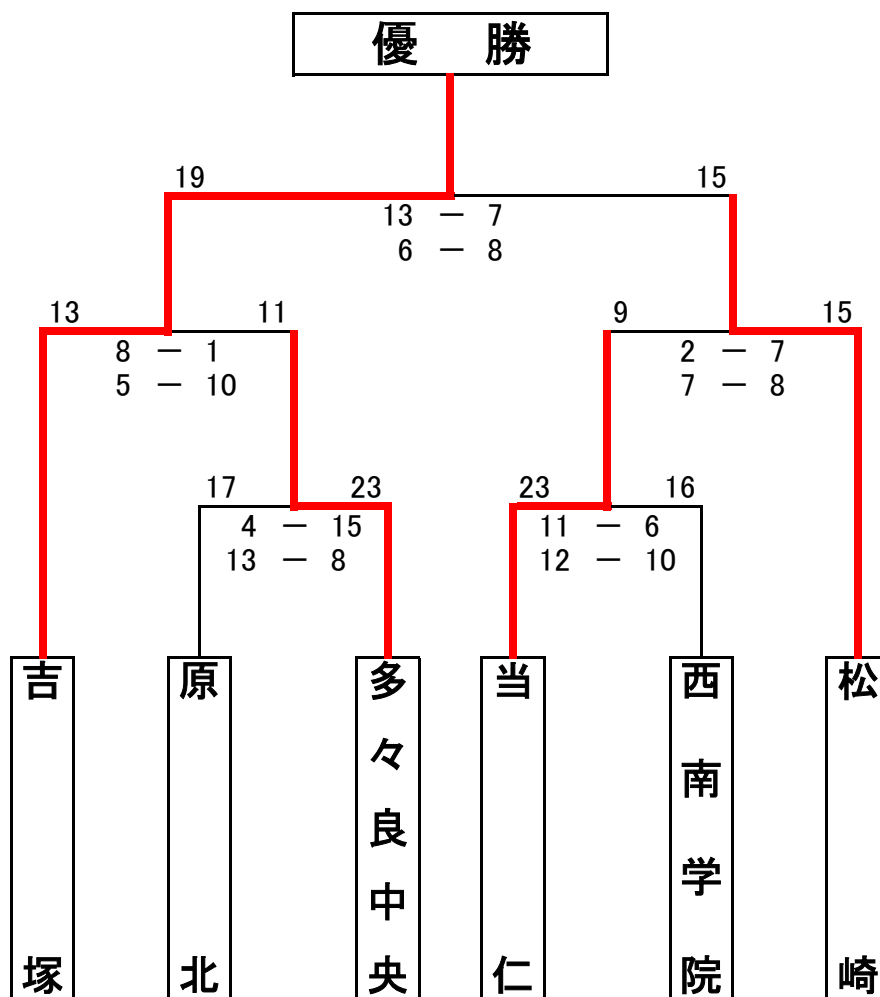 優　勝
19 15
13 － 7
6 － 8
13 11 9 15
8 － 1 2 － 7
5 － 10 7 － 8
17 23 23 16
4 － 15 11 － 6
13 － 8 12 － 10
吉塚
原北
多々良中央
当仁
西南学院
松崎